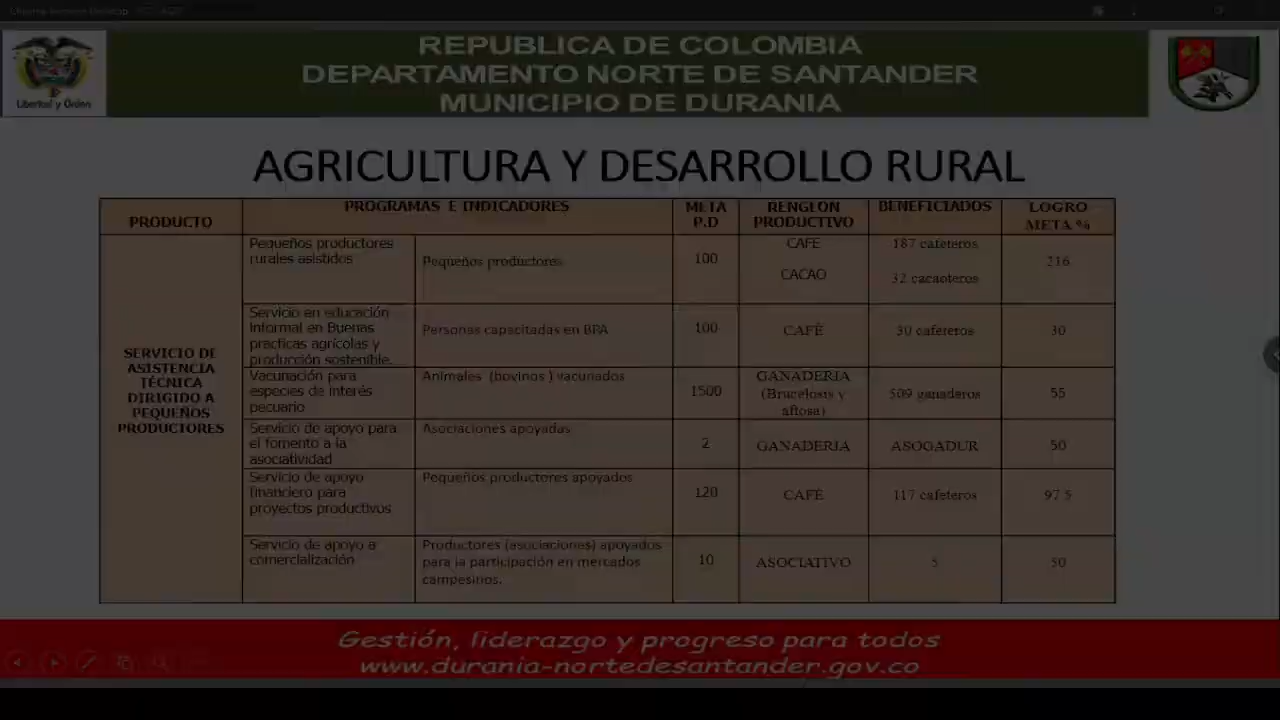 REPUBLICA DE COLOMBIA
DEPARTAMENTO NORTE DE SANTANDER
MUNICIPIO DE DURANIA
Libertad y Orden
AGRICULTURA Y DESARROLLO RURAL
PRODUCTO
PROGRAMAS E INDICADORES
META
P.D
RENGLON
PRODUCTIVO
BENEFICIADOS
LOGRO
META %
SERVICIO DE
ASISTENCIA
TÉCNICA
DIRIGIDO A
PEQUEÑOS
PRODUCTORES
Pequeños productores
rurales asistidos
Pequeños productores
100
CAFE
CACAO
187 cafeteros
32 cacaoteros
216
Servicio en educación
informal en Buenas
practicas agrícolas y
producción sostenible.
Personas capacitadas en BPA
100
CAFÉ
30 cafeteros
30
Vacunación para
especies de interés
pecuario
Animales (bovinos ) vacunados
1500
GANADERIA
(Brucelosis y
aftosa)
509 ganaderos
55
Servicio de apoyo para
el fomento a la
asociatividad
Asociaciones apoyadas
2
GANADERIA
ASOGADUR
50
Servicio de apoyo
financiero para
proyectos productivos
Pequeños productores apoyados
120
CAFÉ
117 cafeteros
97.5
Servicio de apoyo a
comercialización
Productores (asociaciones) apoyados
para la participación en mercados
campesinos.
10
ASOCIATIVO
5
50
Gestión, liderazgo y progreso para todos
www.durania-nortedesantander.gov.co